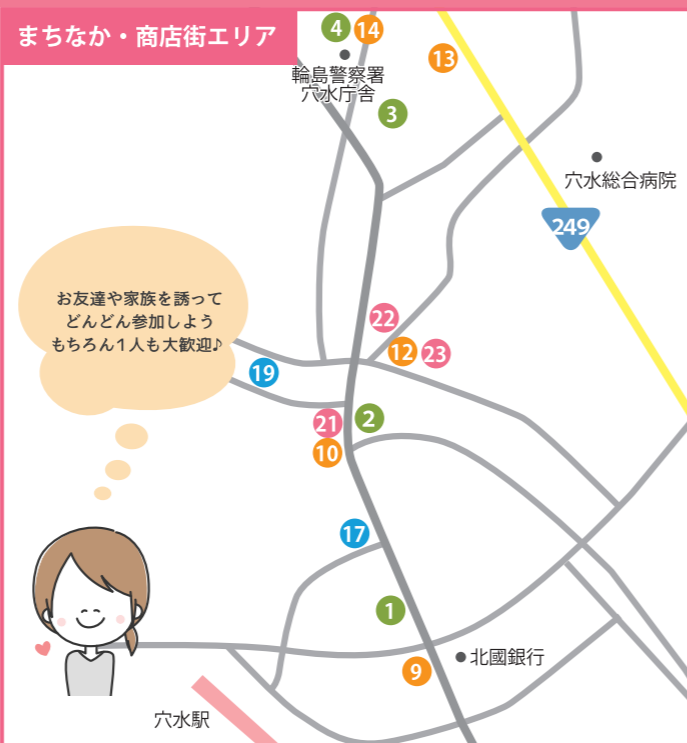 まちなか・商店街エリア
4
14
13
輪島警察署
穴水庁舎
3
穴水総合病院
249
お友達や家族を誘って
どんどん参加しよう
もちろん1人も大歓迎♪
22
12
23
19
21
2
10
17
1
9
北國銀行
穴水駅